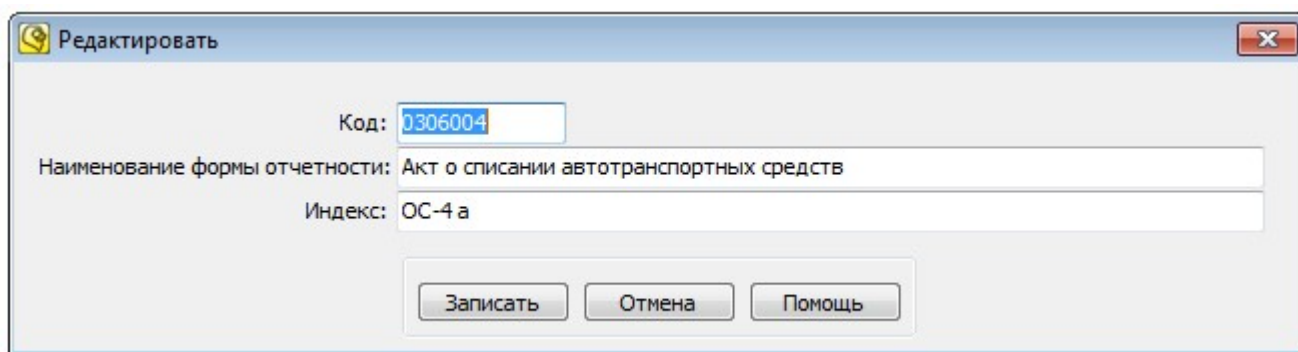 Редактировать
Код: 0306004
Наименование формы отчетности: Акт о списании автотранспортных средств
Индекс: ОС-4 а
Записать Отмена Помощь